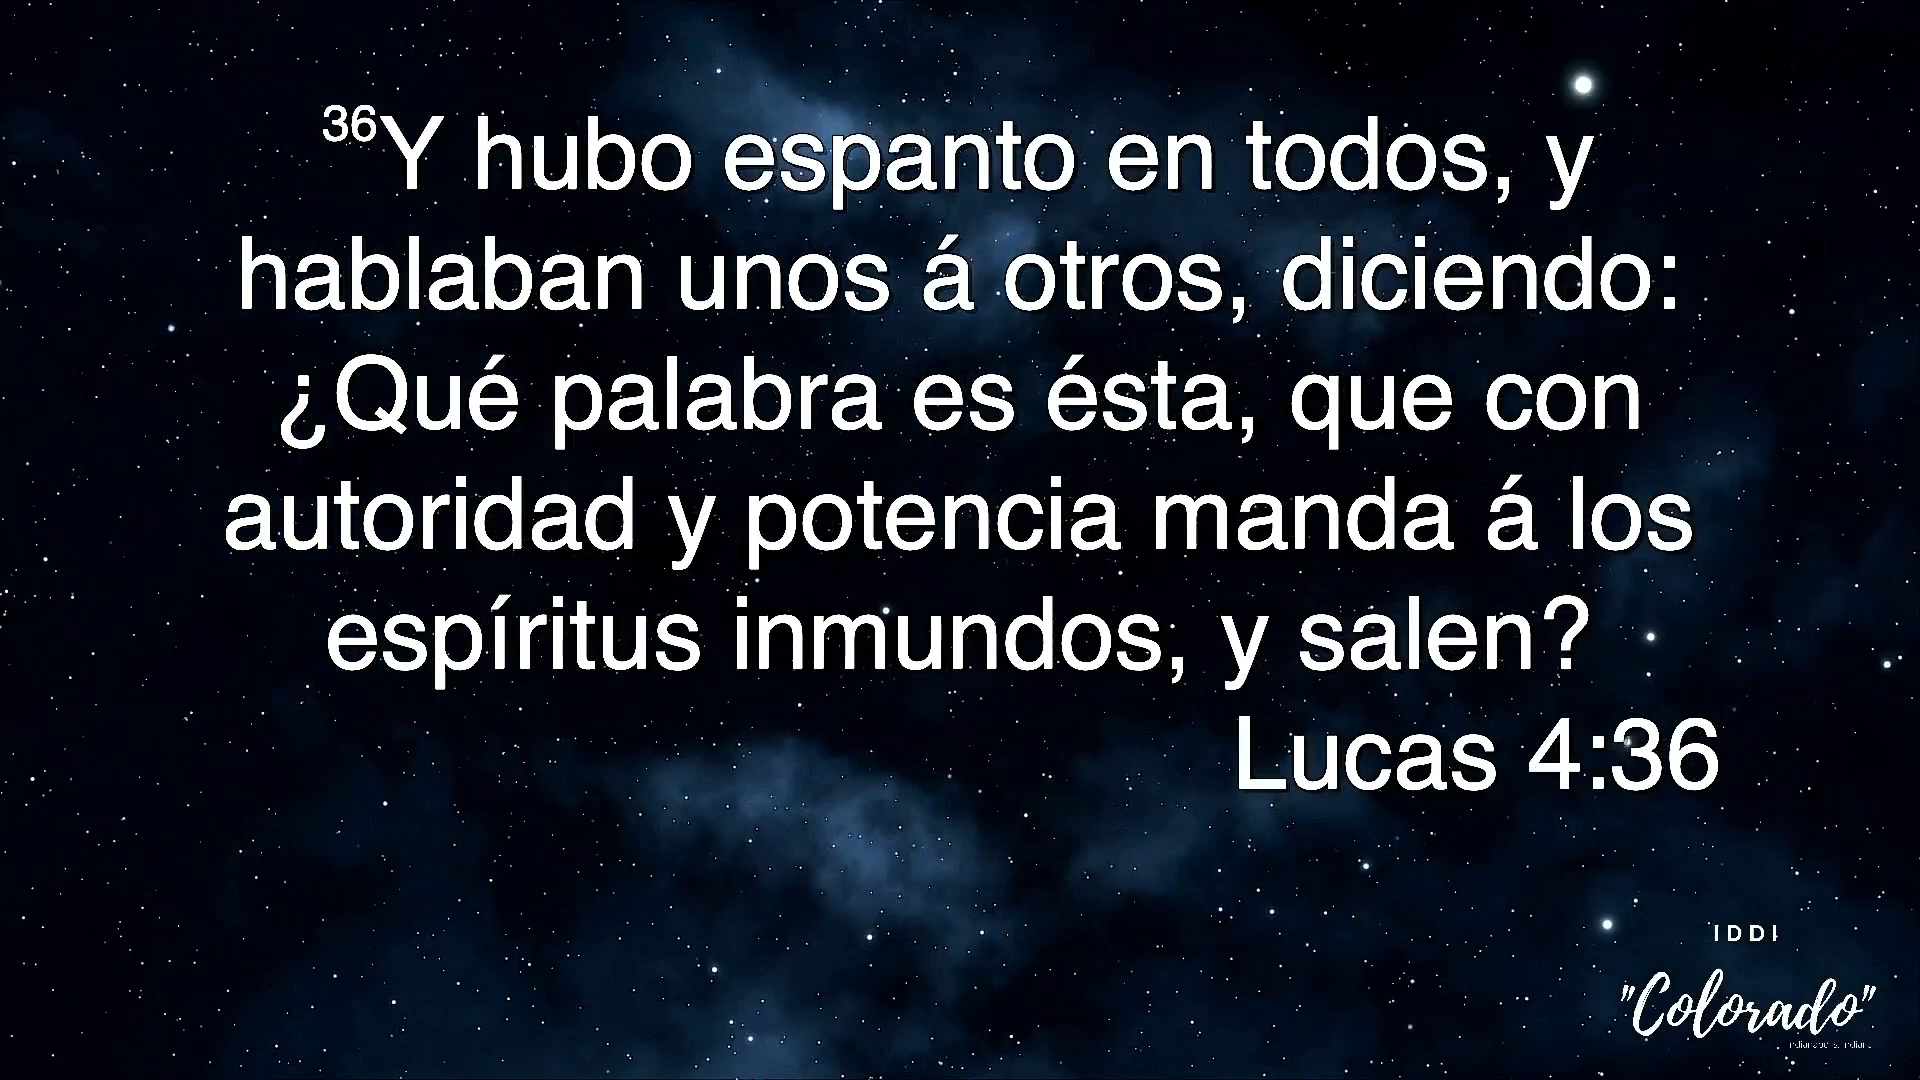 36Y hubo espanto en todos, y
hablaban unos á otros, diciendo:
¿Qué palabra es ésta, que con
autoridad y potencia manda á los
espíritus inmundos, y salen?
Lucas 4:36
IDDI
"Colorado"